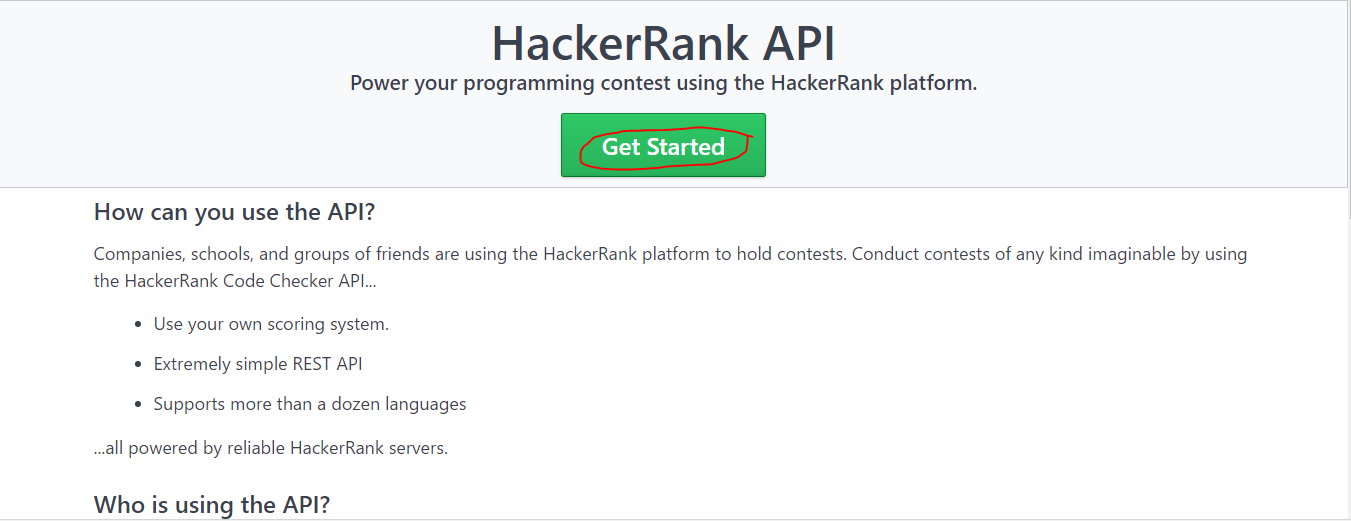 HackerRank API
Power your programming contest using the HackerRank platform.
Get Started
How can you use the API?
Companies, schools, and groups of friends are using the HackerRank platform to hold contests. Conduct contests of any kind imaginable by using
the HackerRank Code Checker API...
• Use your own scoring system.
• Extremely simple REST API
• Supports more than a dozen languages
...all powered by reliable HackerRank servers.
Who is using the API?